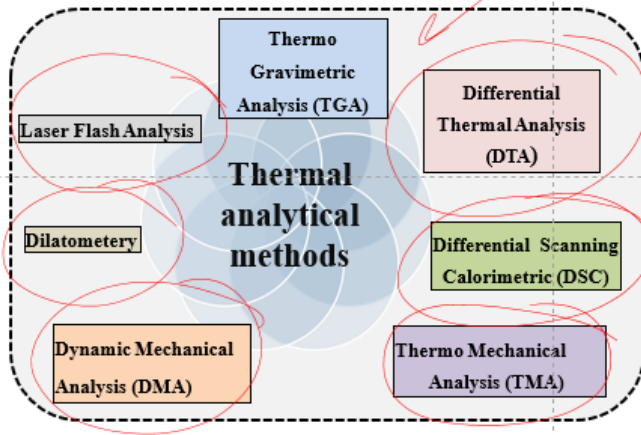 Thermo
Gravimetric
Analysis (TGA)
Laser Flash Analysis
Differential
Thermal Analysis
(DTA)
Thermal
analytical
methods
Dilatometery
Differential Scanning
Calorimetric (DSC)
Dynamic Mechanical
Analysis (DMA)
Thermo Mechanical
Analysis (TMA)